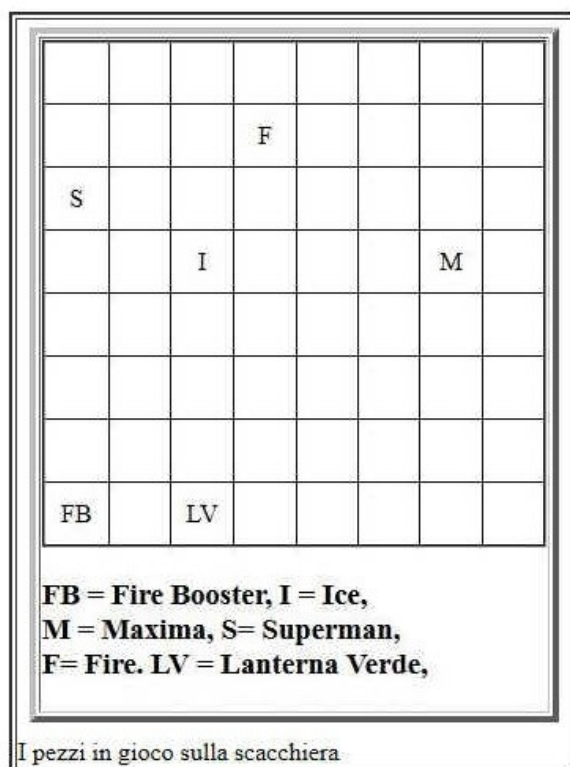 F
S
I M
FB LV
FB = Fire Booster, I = Ice,
M = Maxima, S= Superman,
F= Fire. LV = Lanterna Verde,
I pezzi in gioco sulla scacchiera